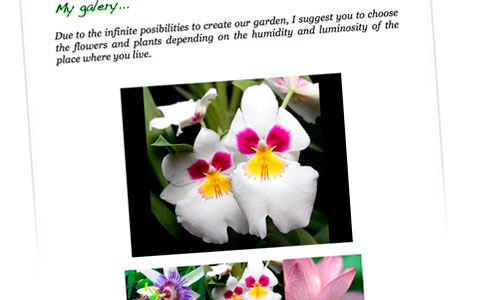 My galery...
Due to the infinite posibilities to create our garden, I suggest you to choose
the flowers and plants depending on the humidity and luminosity of the
place where you live.